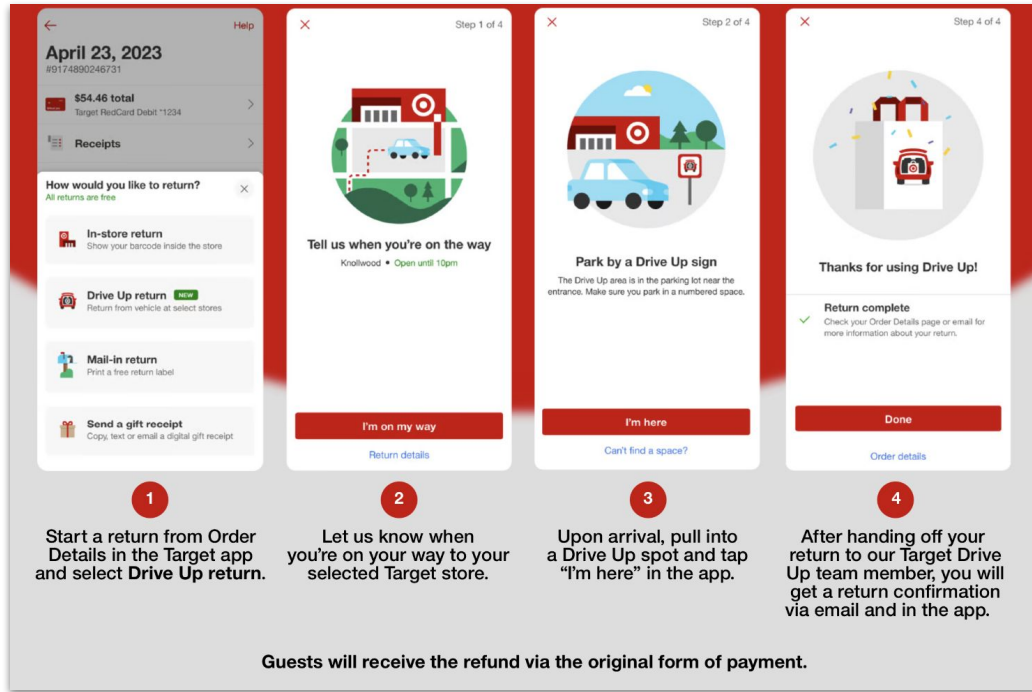 Help
April 23, 2023
#9174890246731
$54.46 total
Target RedCard Debit *1234
Receipts
How would you like to return?
All returns are free
In-store return
Show your barcode inside the store
Drive Up return NEW
Return from vehicle at select stores
Mail-in return
Print a free return label
Send a gift receipt
Copy, text or email a digital gift receipt
1
Start a return from Order
Details in the Target app
and select Drive Up return.
Step 1 of 4
Tell us when you're on the way
Knollwood • Open until 10pm
I'm on my way
Return details
2
Let us know when
you're on your way to your
selected Target store.
Step 2 of 4
Park by a Drive Up sign
The Drive Up area is in the parking lot near the
entrance. Make sure you park in a numbered space.
I'm here
Can't find a space?
3
Upon arrival, pull into
a Drive Up spot and tap
“I'm here” in the app.
Step 4 of 4
Thanks for using Drive Up!
Return complete
Check your Order Details page or email for
more information about your return.
Done
Order details
4
After handing off your
return to our Target Drive
Up team member, you will
get a return confirmation
via email and in the app.
Guests will receive the refund via the original form of payment.